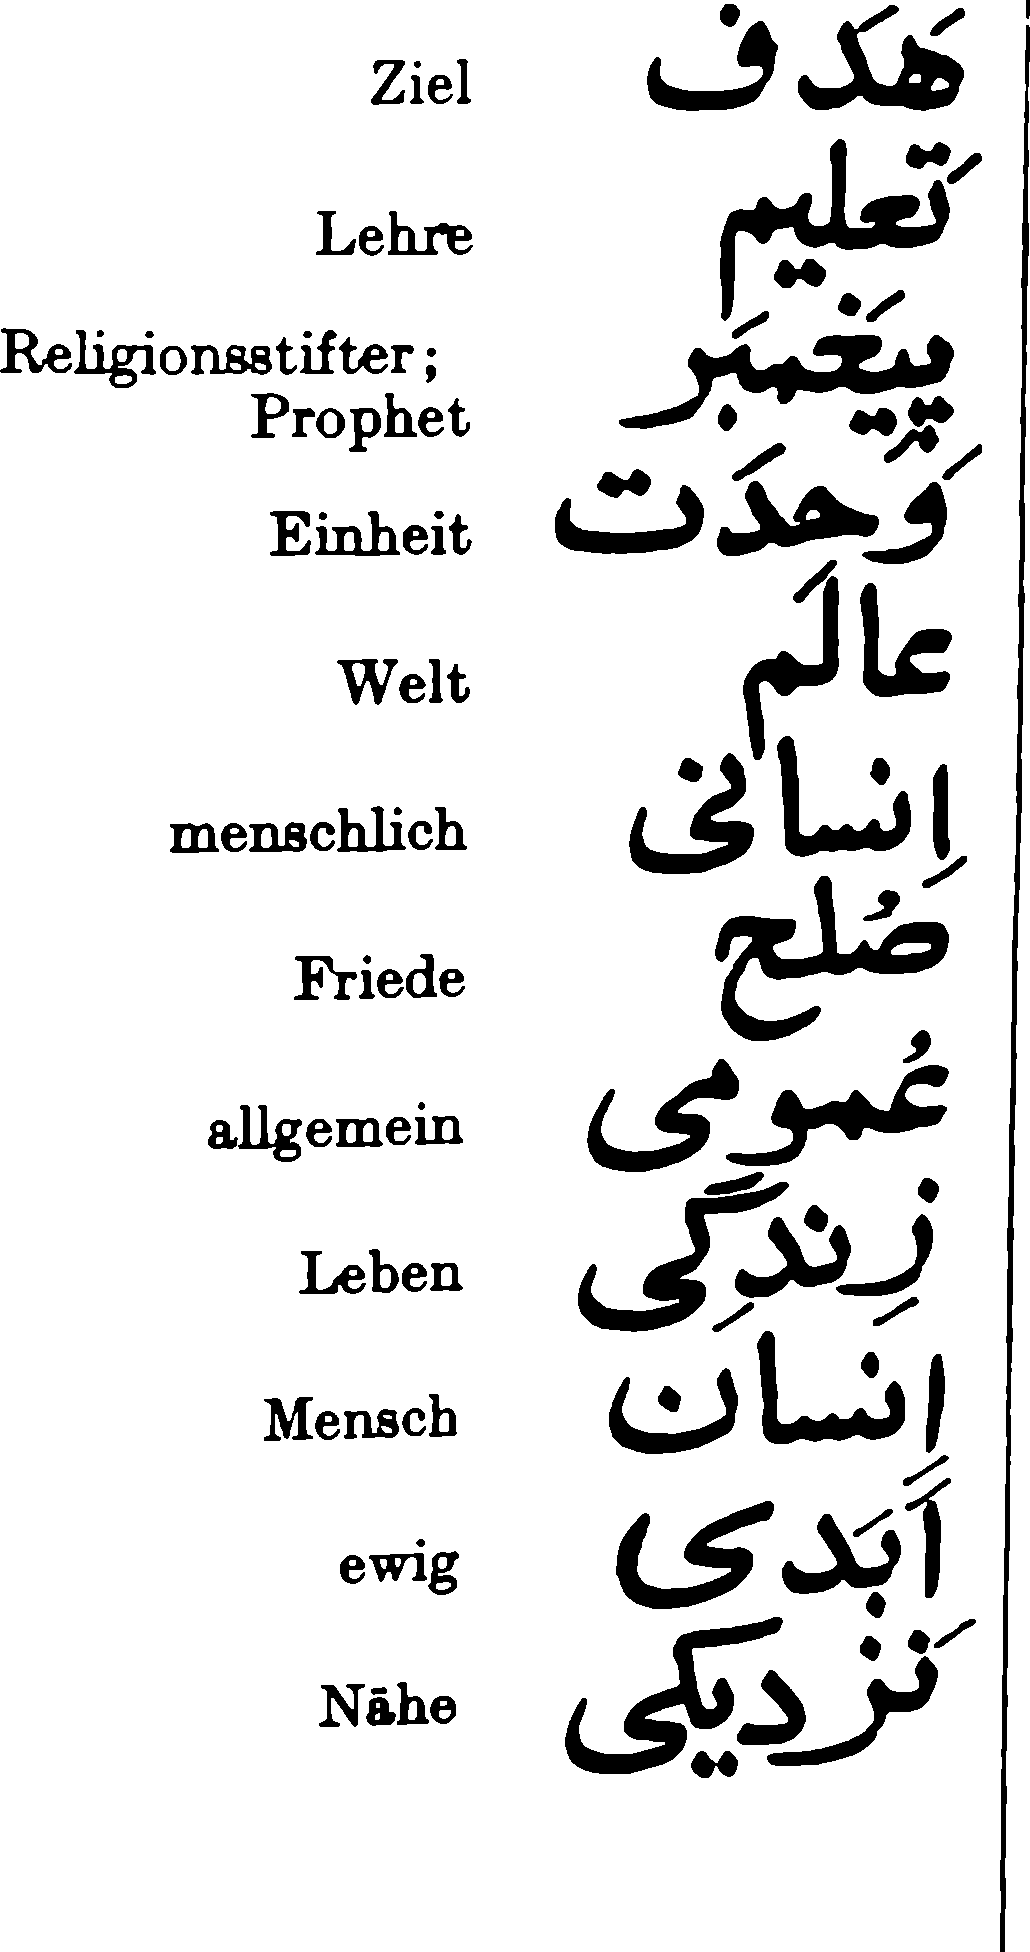 هَدَف Ziel
تَعلیم Lehre
پِیغَمبَر Religionsstifter;
Prophet
وَحدَت Einheit
عالَم Welt
اِنسانی menschlich
صُلح Friede
عُمومی allgemein
زِندِگی Leben
اِنسان Mensch
اَبَدی ewig
نَزدیکی Nähe